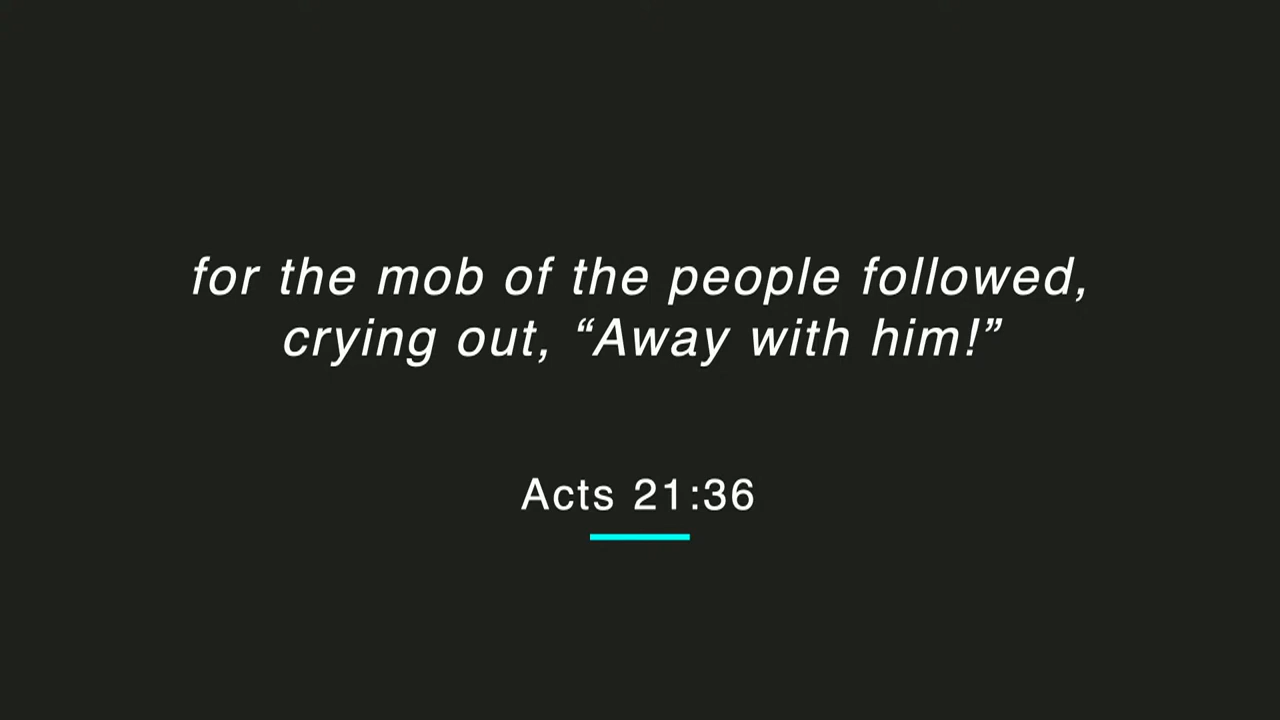 for the mob of the people followed,
crying out, “Away with him!”
Acts 21:36